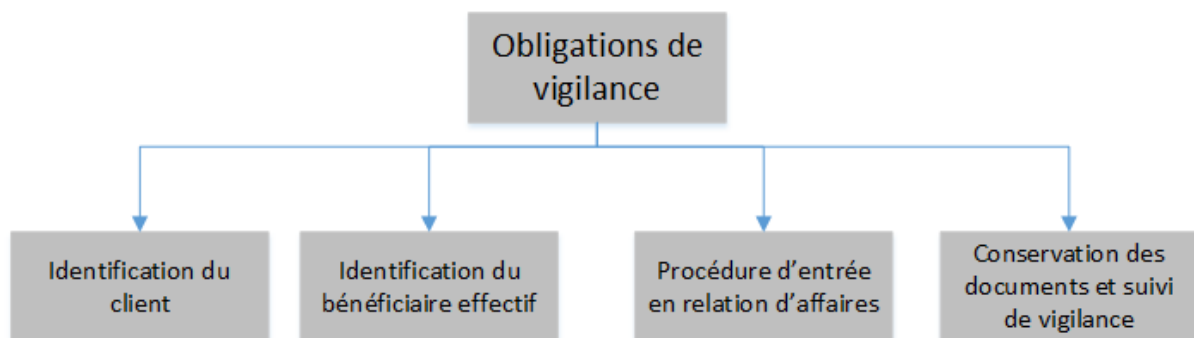 Obligations de
vigilance
Identification du
client
Identification du
bénéficiaire effectif
Procédure d’entrée
en relation d’affaires
Conservation des
documents et suivi
de vigilance